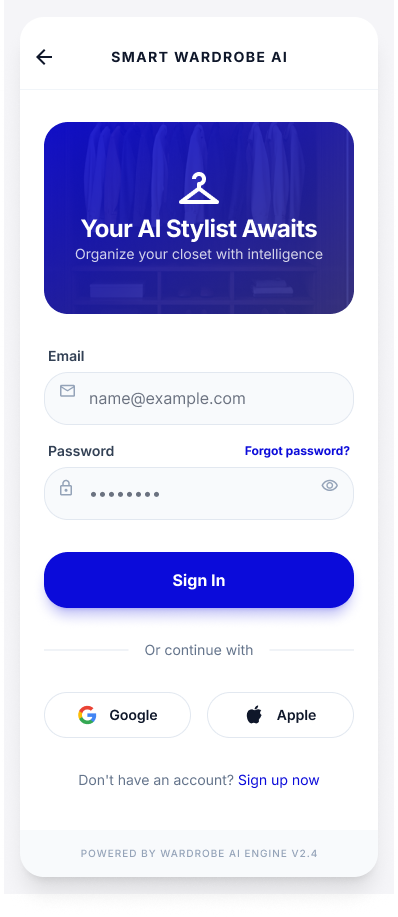 SMART WARDROBE AI
Your AI Stylist Awaits
Organize your closet with intelligence
Email
name@example.com
Password Forgot password?
••••••••
Sign In
Or continue with
Google Apple
Don't have an account? Sign up now
POWERED BY WARDROBE AI ENGINE V2.4